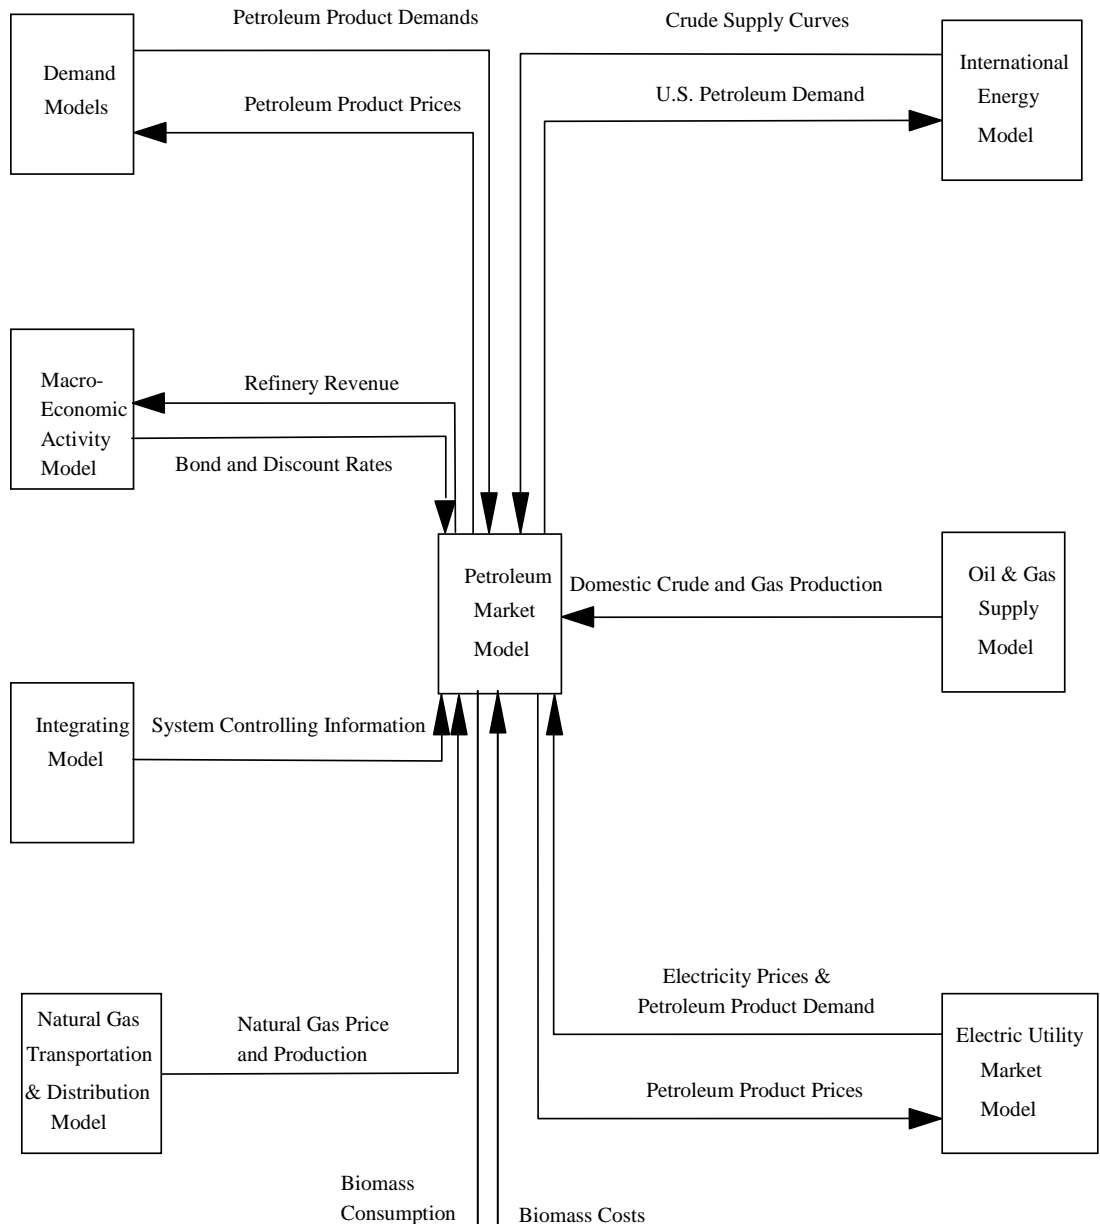 Petroleum Product Demands
Crude Supply Curves
Demand
Models
Petroleum Product Prices
U.S. Petroleum Demand
International
Energy
Model
Macro-
Economic
Activity
Model
Refinery Revenue
Bond and Discount Rates
Petroleum
Market
Model
Domestic Crude and Gas Production
Oil & Gas
Supply
Model
Integrating
Model
System Controlling Information
Natural Gas
Transportation
& Distribution
Model
Natural Gas Price
and Production
Electricity Prices &
Petroleum Product Demand
Petroleum Product Prices
Electric Utility
Market
Model
Biomass
Consumption
Biomass Costs